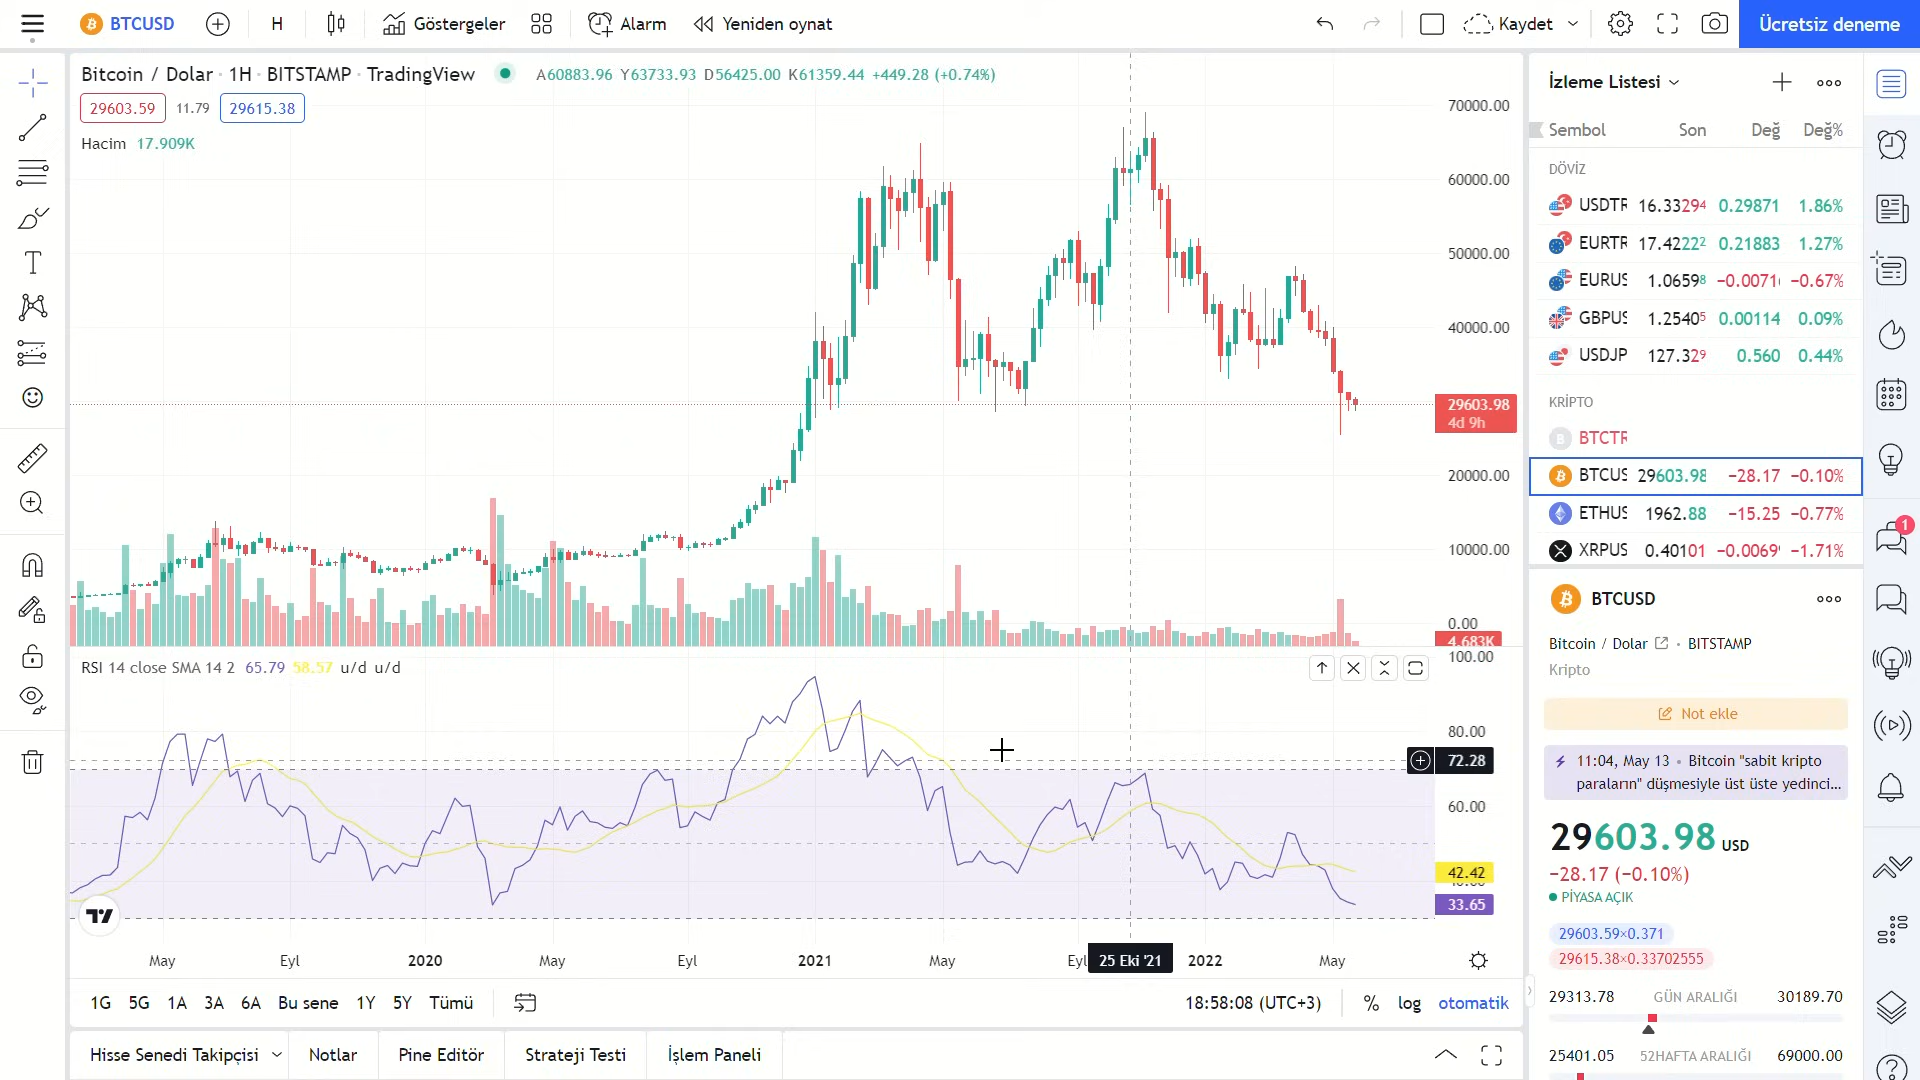 BTCUSD H Göstergeler Alarm Yeniden oynat Kaydet Ücretsiz deneme
Bitcoin / Dolar · 1H · BITSTAMP · TradingView A60883.96 Y63733.93 D56425.00 K61359.44 +449.28 (+0.74%)
29603.59 11.79 29615.38
Hacim 17.909K
70000.00
60000.00
50000.00
40000.00
29603.98
4d 9h
20000.00
10000.00
0.00
4.683K
RSI 14 close SMA 14 2 65.79 58.57 u/d u/d
100.00
80.00
72.28
60.00
42.42
33.65
May Eyl 2020 May Eyl 2021 May Eyl 25 Eki '21 2022 May
1G 5G 1A 3A 6A Bu sene 1Y 5Y Tümü 18:58:08 (UTC+3) % log otomatik
Hisse Senedi Takipçisi Notlar Pine Editör Strateji Testi İşlem Paneli
İzleme Listesi
Sembol Son Değ Değ%
DÖVİZ
USDTR 16.33294 0.29871 1.86%
EURTR 17.42222 0.21883 1.27%
EURUS 1.06598 −0.0071 −0.67%
GBPUS 1.25405 0.00114 0.09%
USDJP 127.329 0.560 0.44%
KRİPTO
BTCTR
BTCUS 29603.98 −28.17 −0.10%
ETHUS 1962.88 −15.25 −0.77%
XRPUS 0.40101 −0.0069 −1.71%
1
BTCUSD
Bitcoin / Dolar • BITSTAMP
Kripto
Not ekle
11:04, May 13 • Bitcoin "sabit kripto
paraların" düşmesiyle üst üste yedinci...
29603.98 USD
−28.17 (−0.10%)
PİYASA AÇIK
29603.59×0.371
29615.38×0.33702555
29313.78 GÜN ARALIĞI 30189.70
25401.05 52HAFTA ARALIĞI 69000.00